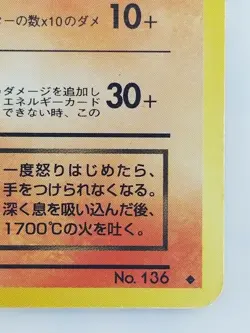 ターの数×10のダメ 10+
のダメージを追加し
エネルギーカード 30+
できない時、この
一度怒りはじめたら、
手をつけられなくなる。
深く息を吸い込んだ後、
1700℃の火を吐く。
No. 136 ◆